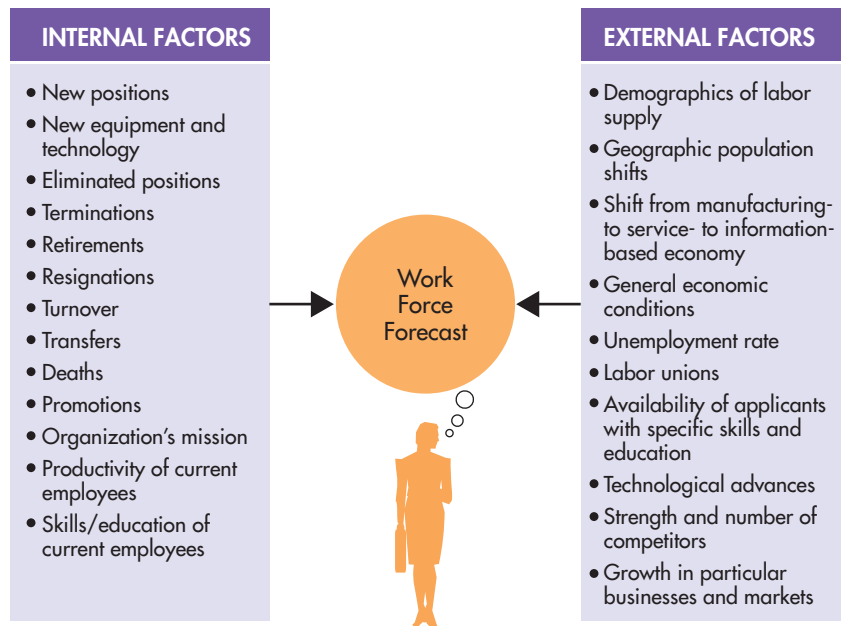 INTERNAL FACTORS
• New positions
• New equipment and
technology
• Eliminated positions
• Terminations
• Retirements
• Resignations
• Turnover
• Transfers
• Deaths
• Promotions
• Organization's mission
• Productivity of current
employees
• Skills/education of
current employees
Work
Force
Forecast
EXTERNAL FACTORS
• Demographics of labor
supply
• Geographic population
shifts
• Shift from manufacturing-
to service- to information-
based economy
• General economic
conditions
• Unemployment rate
• Labor unions
• Availability of applicants
with specific skills and
education
• Technological advances
• Strength and number of
competitors
• Growth in particular
businesses and markets